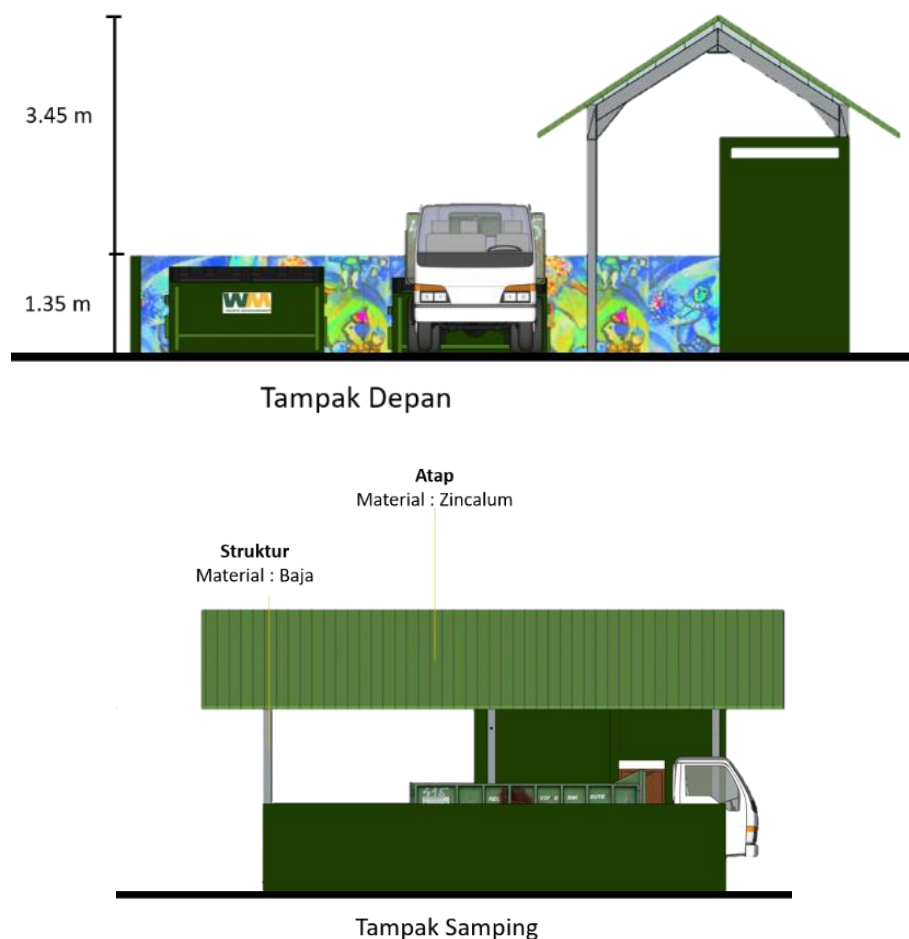 3.45 m
1.35 m
WM
Tampak Depan
Atap
Material : Zincalum
Struktur
Material : Baja
Tampak Samping